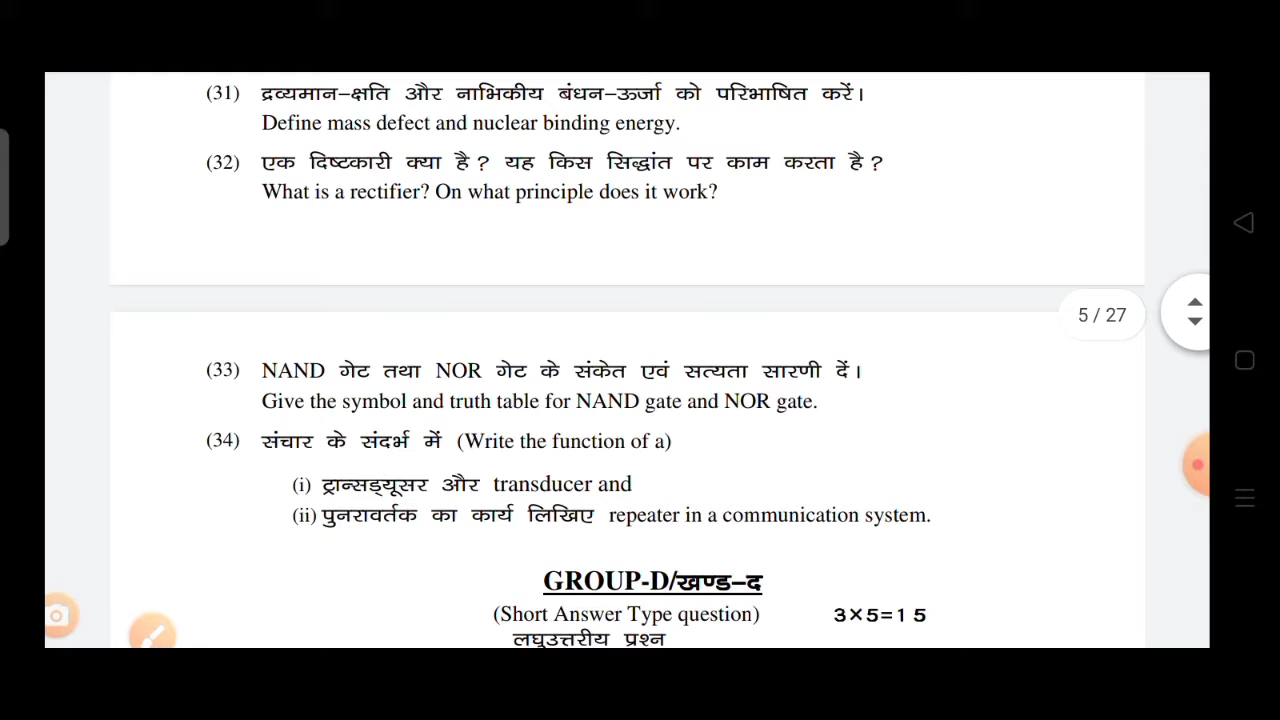 (31) द्रव्यमान–क्षति और नाभिकीय बंधन–ऊर्जा को परिभाषित करें।
Define mass defect and nuclear binding energy.
(32) एक दिष्टकारी क्या है? यह किस सिद्धांत पर काम करता है?
What is a rectifier? On what principle does it work?
5 / 27
(33) NAND गेट तथा NOR गेट के संकेत एवं सत्यता सारणी दें।
Give the symbol and truth table for NAND gate and NOR gate.
(34) संचार के संदर्भ में (Write the function of a)
(i) ट्रान्सड्यूसर और transducer and
(ii) पुनरावर्तक का कार्य लिखिए repeater in a communication system.
GROUP-D/खण्ड–द
(Short Answer Type question) 3×5=15
लघुउत्तरीय प्रश्न